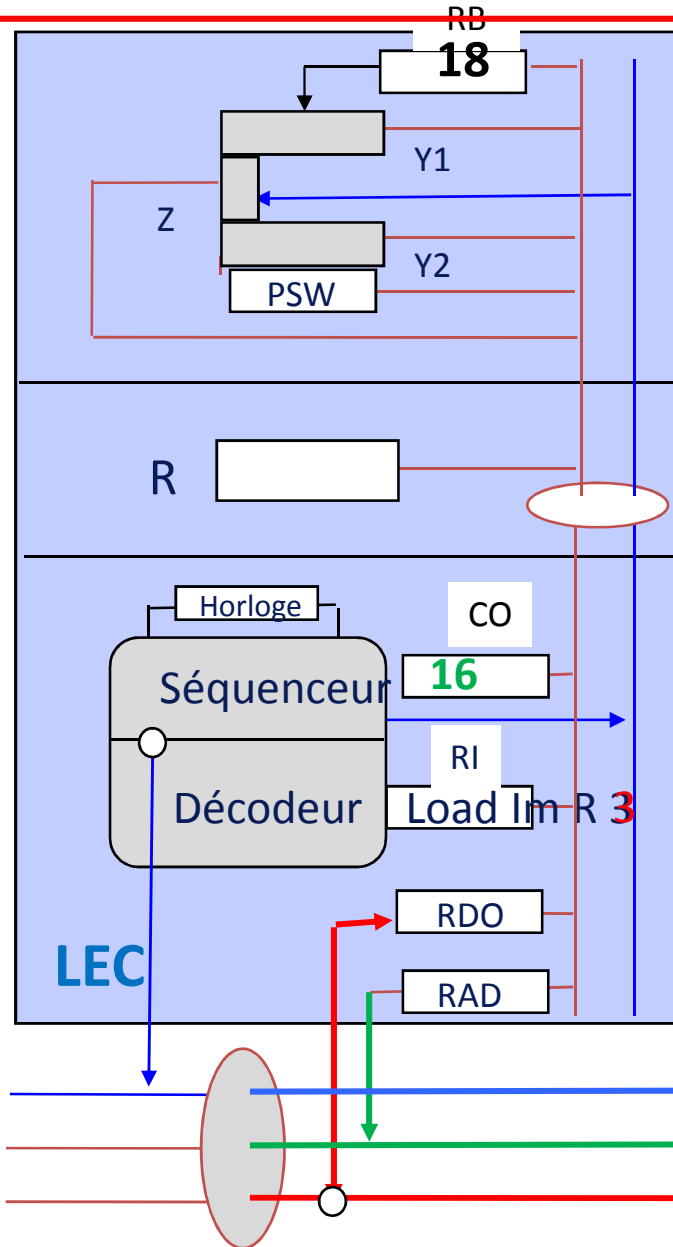 RB
18
Y1
Z
Y2
PSW
R
Horloge
CO
Séquenceur
16
RI
Décodeur
Load Im R 3
RDO
LEC
RAD